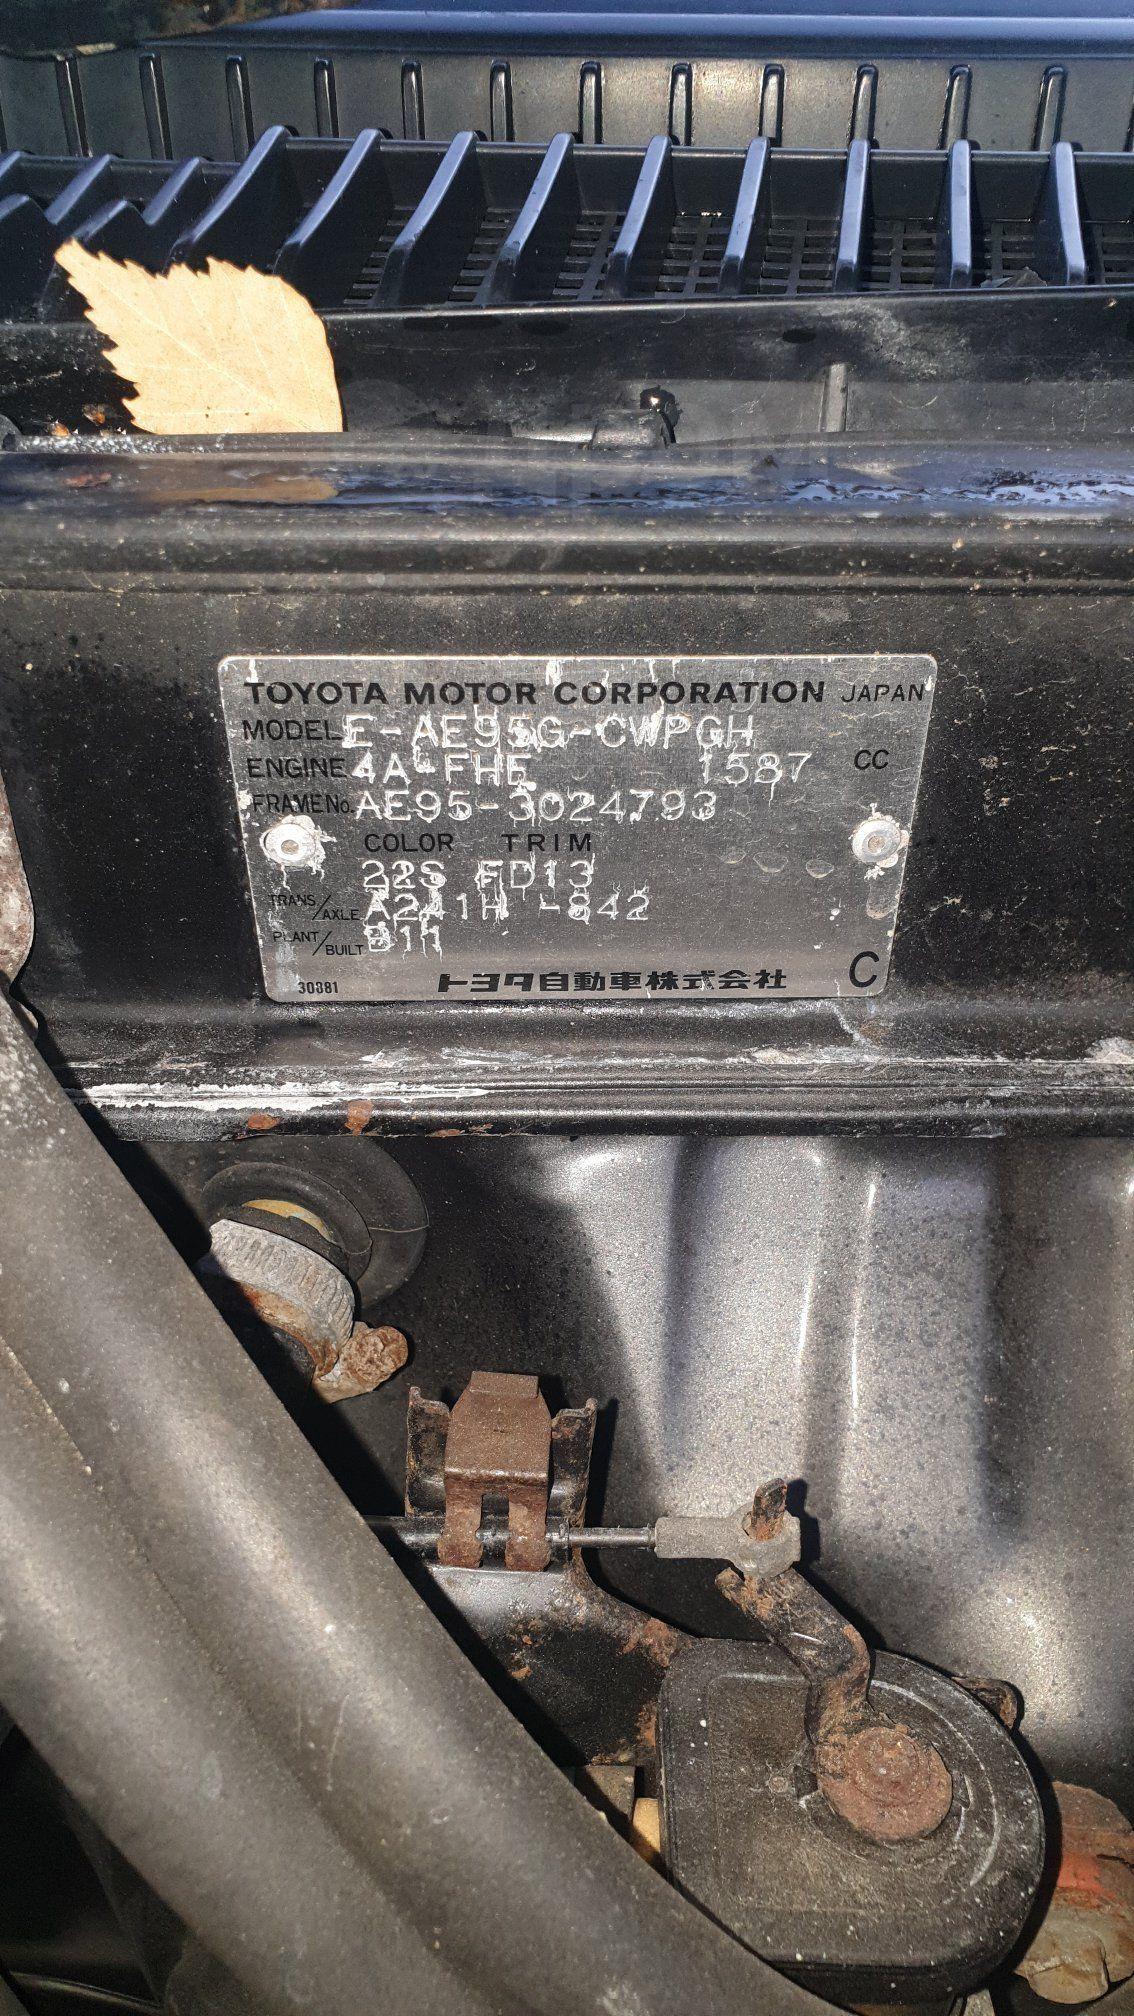 TOYOTA MOTOR CORPORATION JAPAN
MODEL E-AE95G-CWPGH
ENGINE 4A-FHE 1587 CC
FRAME No. AE95-3024793
COLOR TRIM
22S FD13
TRANS/AXLE A241H -842
PLANT/BUILT B11
30381 トヨタ自動車株式会社 C